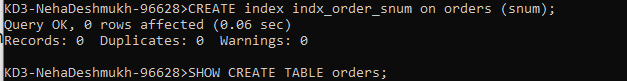 KD3-NehaDeshmukh-96628>CREATE index indx_order_snum on orders (snum);
Query OK, 0 rows affected (0.06 sec)
Records: 0  Duplicates: 0  Warnings: 0
KD3-NehaDeshmukh-96628>SHOW CREATE TABLE orders;